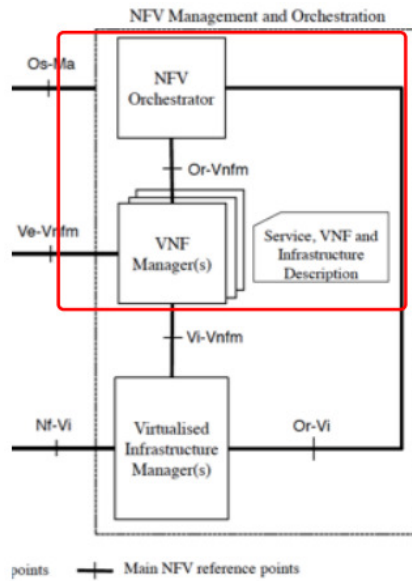 NFV Management and Orchestration
Os-Ma
NFV
Orchestrator
Or-Vnfm
Ve-Vnfm
VNF
Manager(s)
Service, VNF and
Infrastructure
Description
Vi-Vnfm
Nf-Vi
Virtualised
Infrastructure
Manager(s)
Or-Vi
points
Main NFV reference points